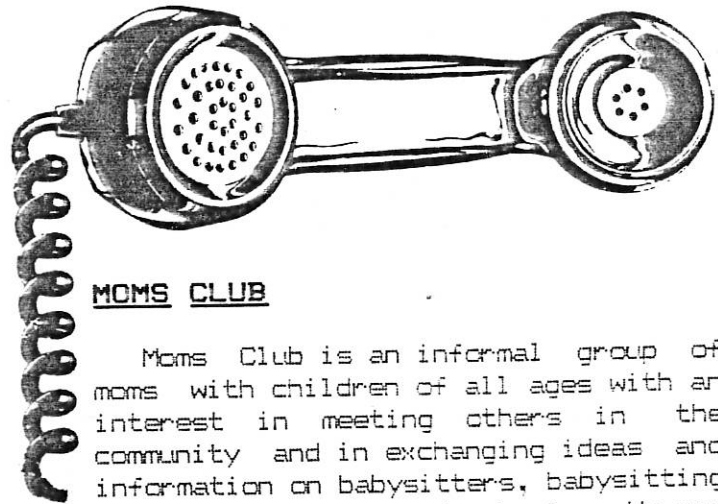 MOMS CLUB
Moms Club is an informal group of
moms with children of all ages with an
interest in meeting others in the
community and in exchanging ideas and
information on babysitters, babysitting